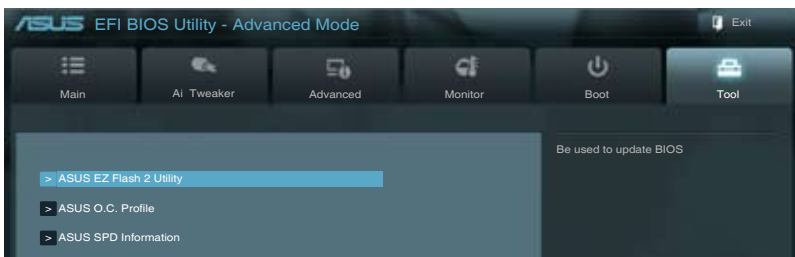 ASUS EFI BIOS Utility - Advanced Mode
Exit
Main
Ai Tweaker
Advanced
Monitor
Boot
Tool
Be used to update BIOS
> ASUS EZ Flash 2 Utility
> ASUS O.C. Profile
> ASUS SPD Information